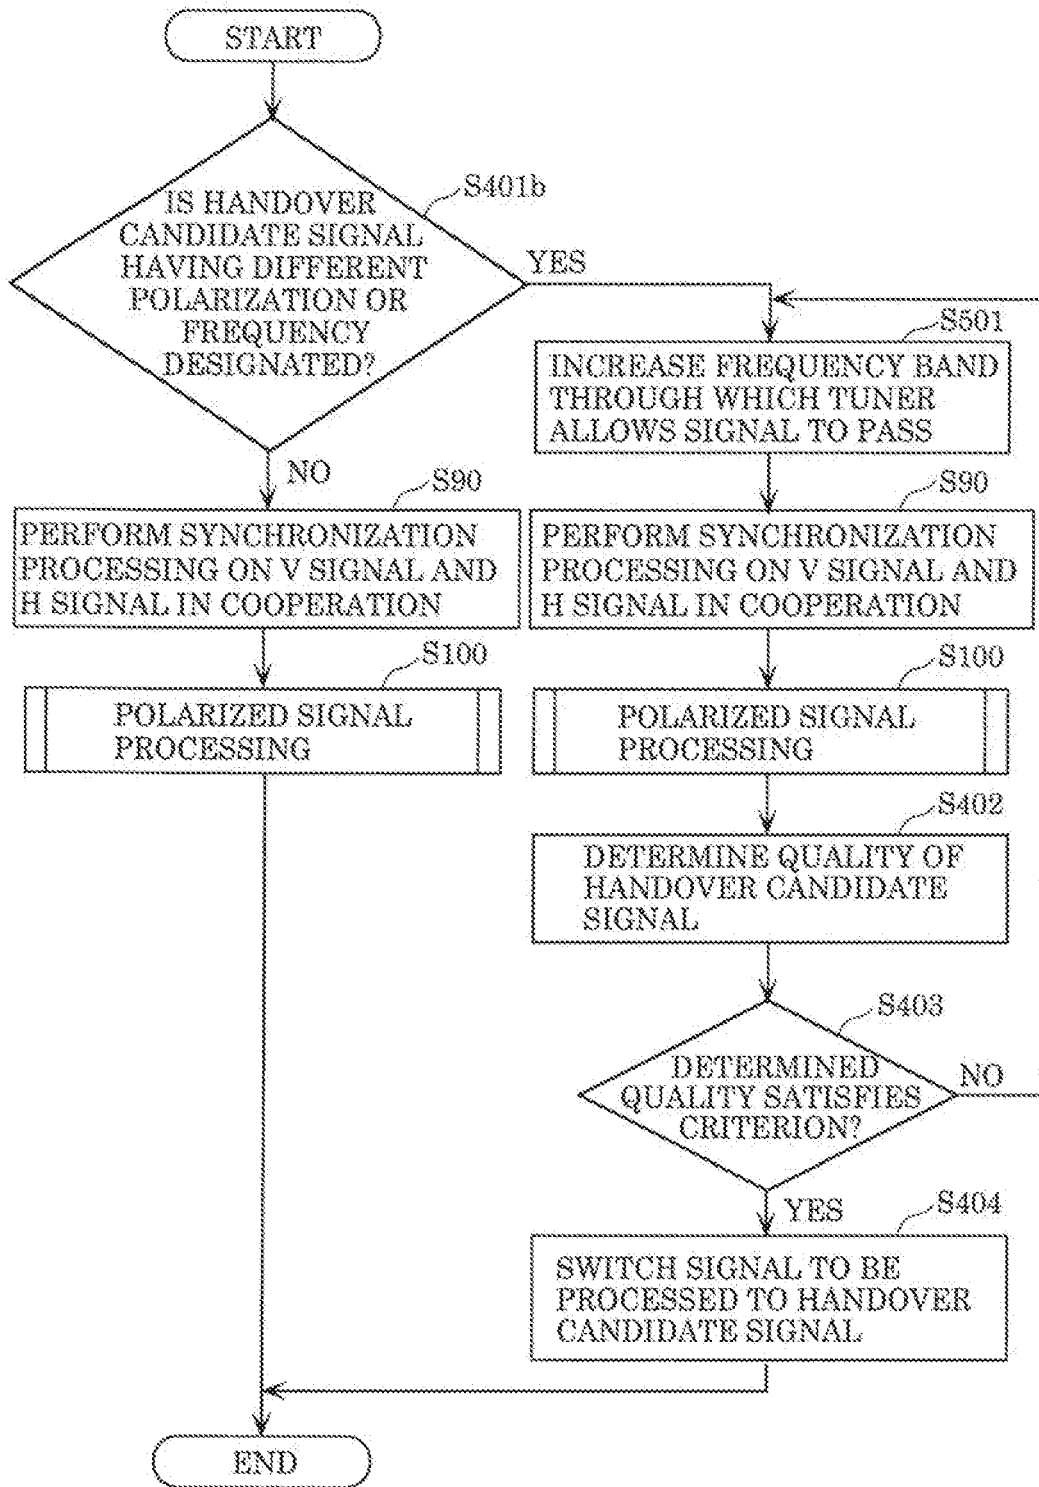 START
IS HANDOVER
CANDIDATE SIGNAL
HAVING DIFFERENT
POLARIZATION OR
FREQUENCY
DESIGNATED?
S401b
YES
NO
S90
PERFORM SYNCHRONIZATION
PROCESSING ON V SIGNAL AND
H SIGNAL IN COOPERATION
S100
POLARIZED SIGNAL
PROCESSING
S501
INCREASE FREQUENCY BAND
THROUGH WHICH TUNER
ALLOWS SIGNAL TO PASS
S90
PERFORM SYNCHRONIZATION
PROCESSING ON V SIGNAL AND
H SIGNAL IN COOPERATION
S100
POLARIZED SIGNAL
PROCESSING
S402
DETERMINE QUALITY OF
HANDOVER CANDIDATE
SIGNAL
S403
DETERMINED
QUALITY SATISFIES
CRITERION?
NO
YES
S404
SWITCH SIGNAL TO BE
PROCESSED TO HANDOVER
CANDIDATE SIGNAL
END